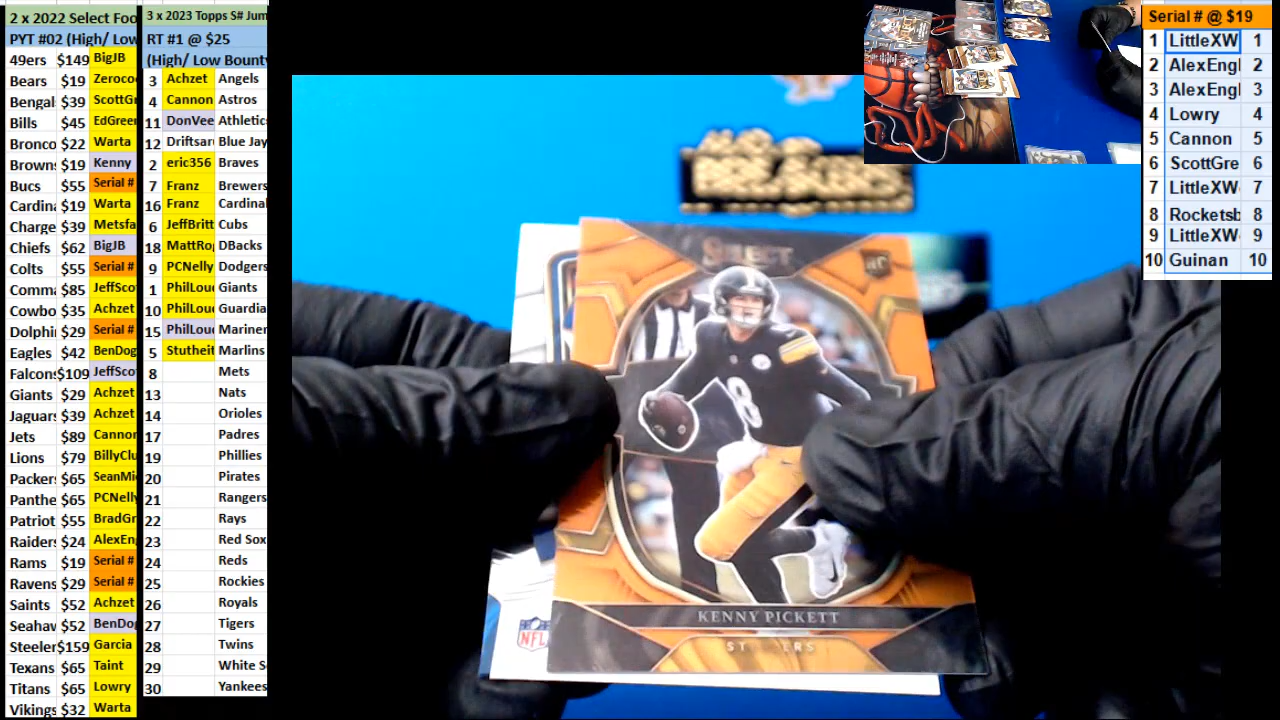 2 x 2022 Select Foo
PYT #02 (High/ Low
49ers $149 BigJB
Bears $19 Zeroco
Bengal $39 ScottGr
Bills $45 EdGreer
Bronco $22 Warta
Browns $19 Kenny
Bucs $55 Serial #
Cardina $19 Warta
Charge $39 Metsfa
Chiefs $62 BigJB
Colts $55 Serial #
Comma $85 JeffSco
Cowbo $35 Achzet
Dolphi $29 Serial #
Eagles $42 BenDog
Falcons $109 JeffSco
Giants $29 Achzet
Jaguar $39 Achzet
Jets $89 Cannor
Lions $79 BillyClu
Packers $65 SeanMi
Panthe $65 PCNelly
Patriot $55 BradGr
Raiders $24 AlexEn
Rams $19 Serial #
Ravens $29 Serial #
Saints $52 Achzet
Seahaw $52 BenDo
Steeler $159 Garcia
Texans $65 Taint
Titans $65 Lowry
Vikings $32 Warta
3 x 2023 Topps S# Jum
RT #1 @ $25
(High/ Low Bounty
3 Achzet Angels
4 Cannon Astros
11 DonVee Athletic
12 Driftsar Blue Jay
2 eric356 Braves
7 Franz Brewers
16 Franz Cardinal
6 JeffBritt Cubs
18 MattRo DBacks
9 PCNelly Dodgers
1 PhilLou Giants
10 PhilLou Guardia
15 PhilLou Mariner
5 Stutheit Marlins
8 Mets
13 Nats
14 Orioles
17 Padres
19 Phillies
20 Pirates
21 Rangers
22 Rays
23 Red Sox
24 Reds
25 Rockies
26 Royals
27 Tigers
28 Twins
29 White S
30 Yankees
SELECT
RC
8
KENNY PICKETT
ST ERS
NFL
Serial # @ $19
1 LittleXW 1
2 AlexEngl 2
3 AlexEngl 3
4 Lowry 4
5 Cannon 5
6 ScottGre 6
7 LittleXW 7
8 Rocketsb 8
9 LittleXW 9
10 Guinan 10